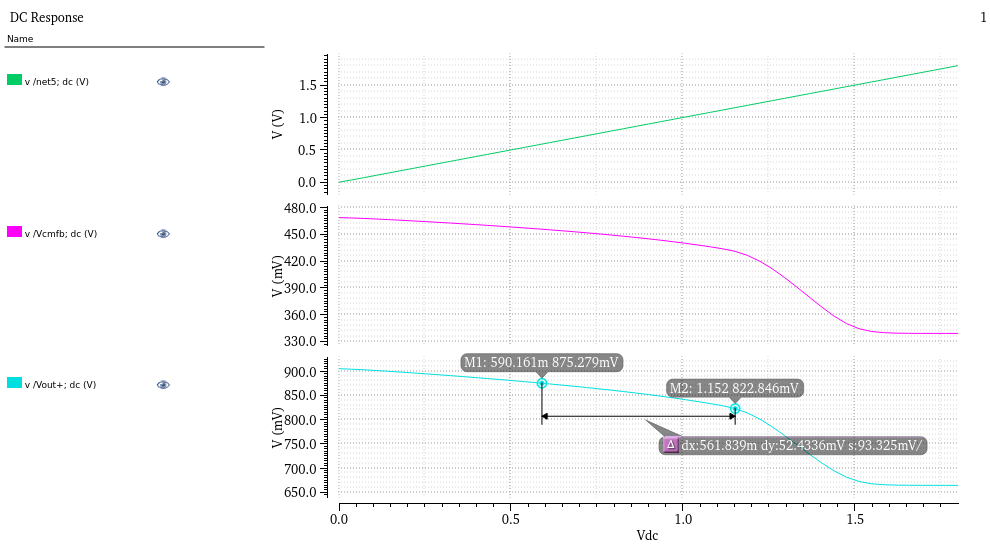 DC Response
1
Name
v /net5; dc (V)
V (V)
1.5
1.0
0.5
0.0
v /Vcmfb; dc (V)
V (mV)
480.0
450.0
420.0
390.0
360.0
330.0
v /Vout+; dc (V)
V (mV)
900.0
850.0
800.0
750.0
700.0
650.0
M1: 590.161m 875.279mV
M2: 1.152 822.846mV
Δ dx:561.839m dy:52.4336mV s:93.325mV/
0.0
0.5
1.0
1.5
Vdc